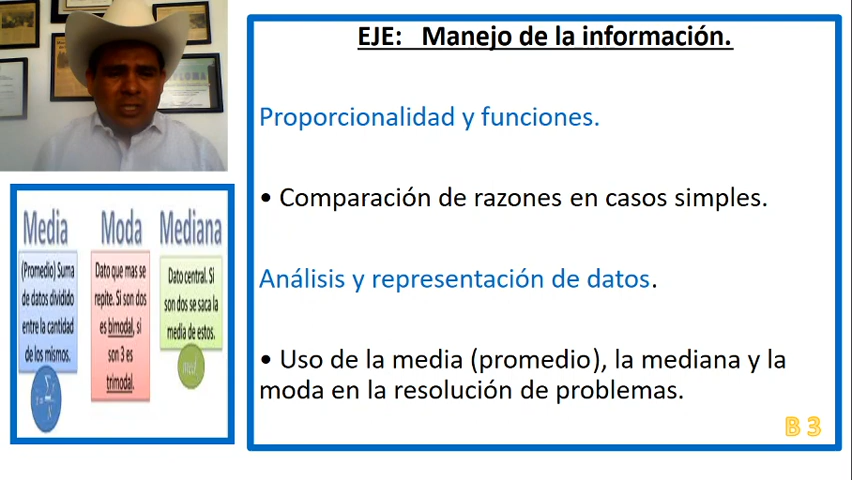 EJE: Manejo de la información.
Proporcionalidad y funciones.
• Comparación de razones en casos simples.
Análisis y representación de datos.
• Uso de la media (promedio), la mediana y la
moda en la resolución de problemas.
B 3
Media
(Promedio) Suma
de datos dividido
entre la cantidad
de los mismos.
Moda
Dato que mas se
repite. Si son dos
es bimodal, si
son 3 es
trimodal.
Mediana
Dato central. Si
son dos se saca la
media de estos.
med